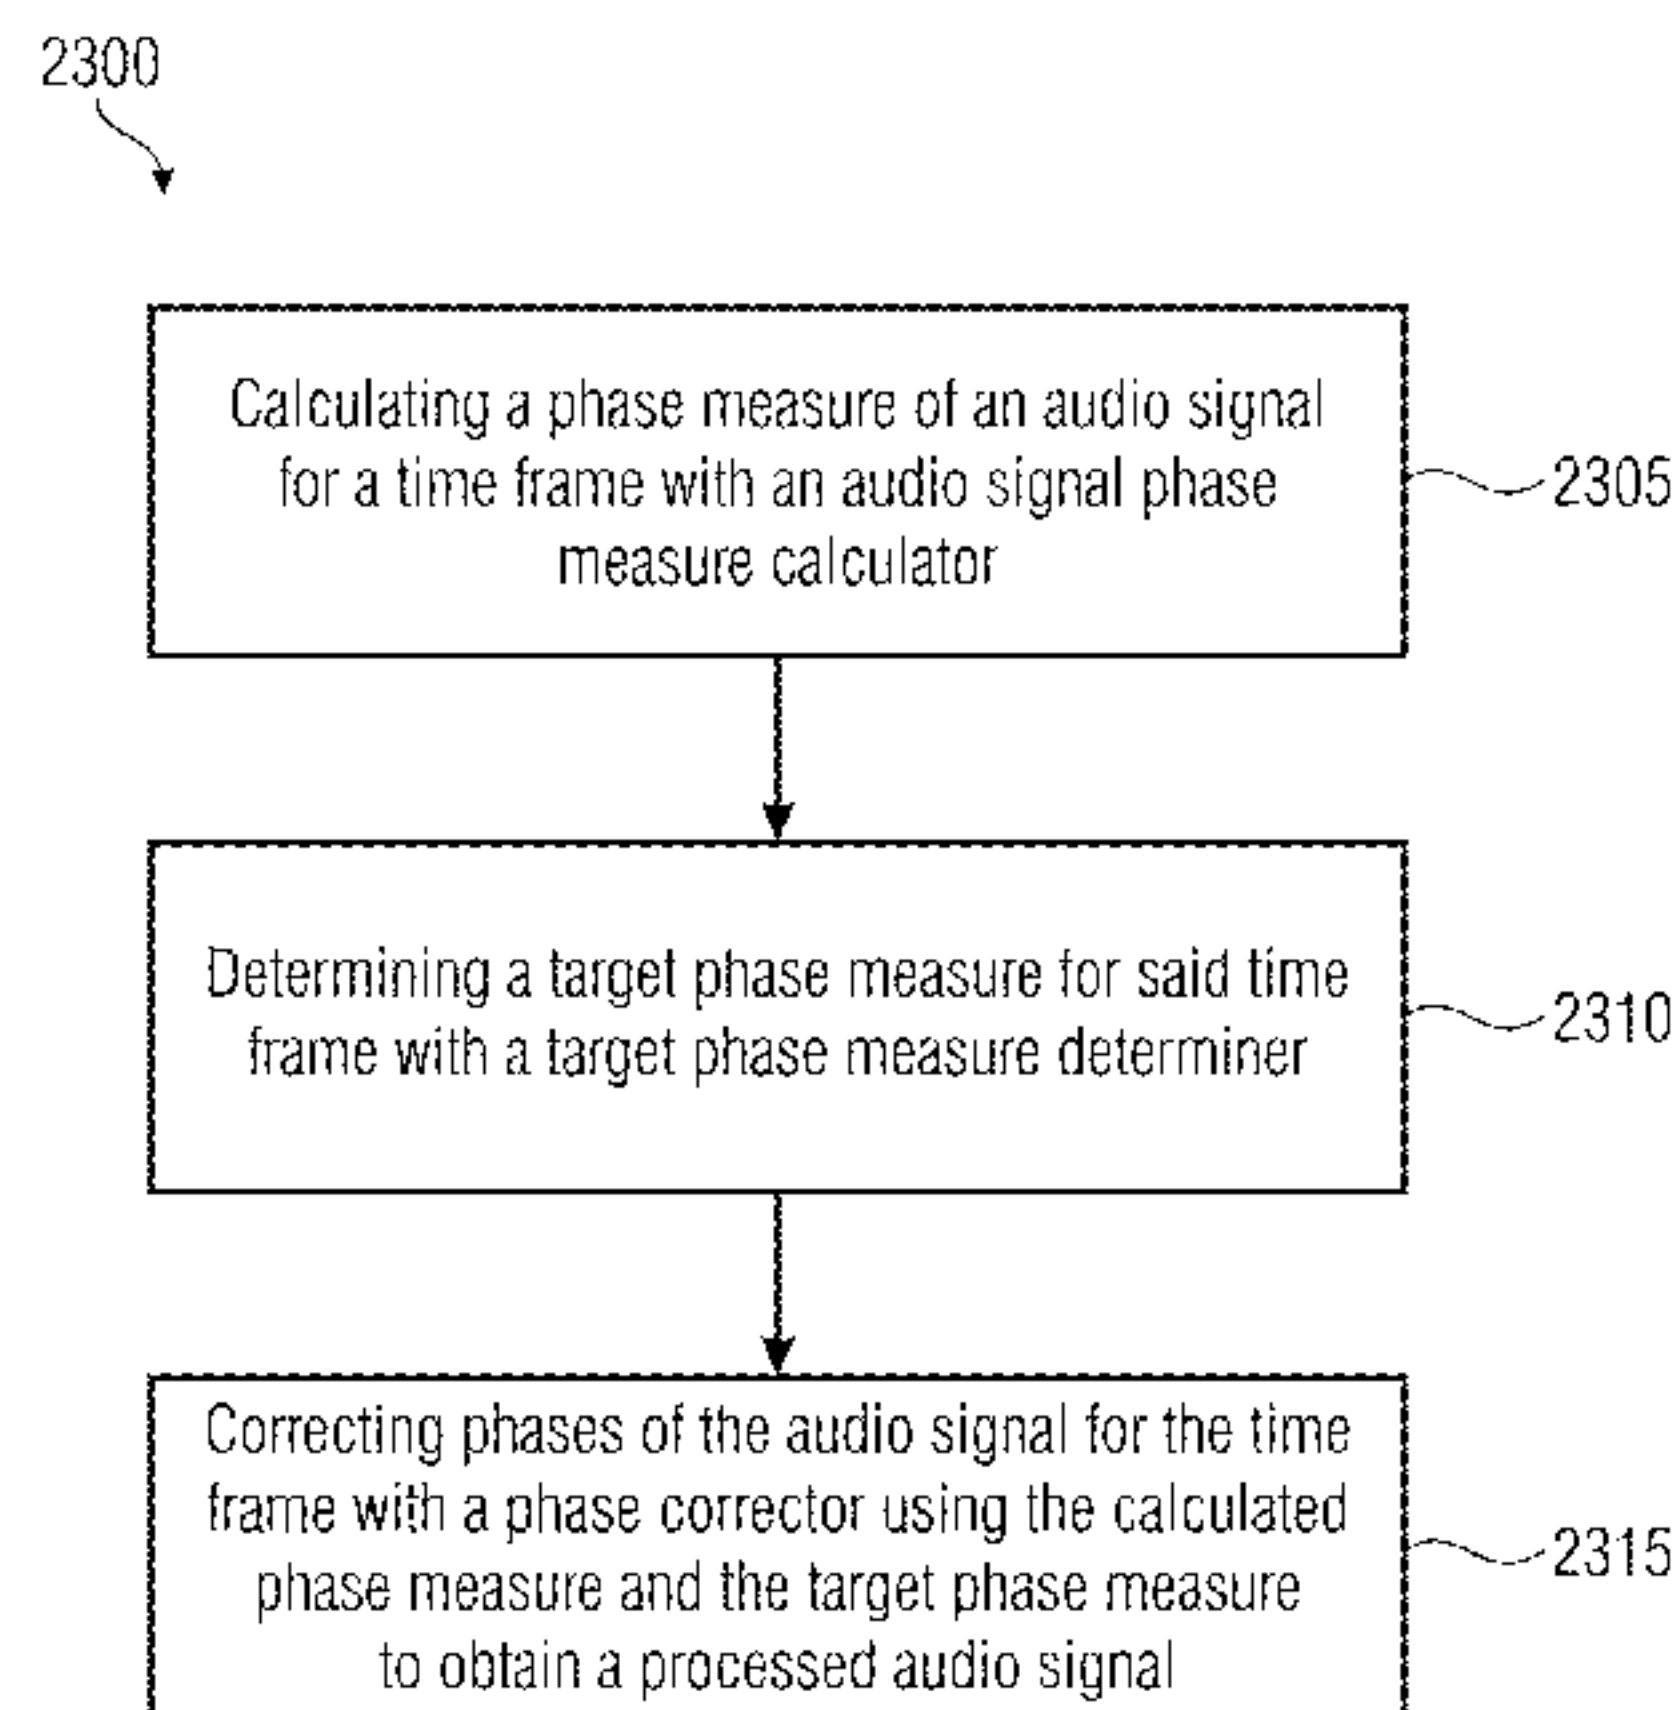 2300
Calculating a phase measure of an audio signal
for a time frame with an audio signal phase
measure calculator
2305
Determining a target phase measure for said time
frame with a target phase measure determiner
2310
Correcting phases of the audio signal for the time
frame with a phase corrector using the calculated
phase measure and the target phase measure
to obtain a processed audio signal
2315